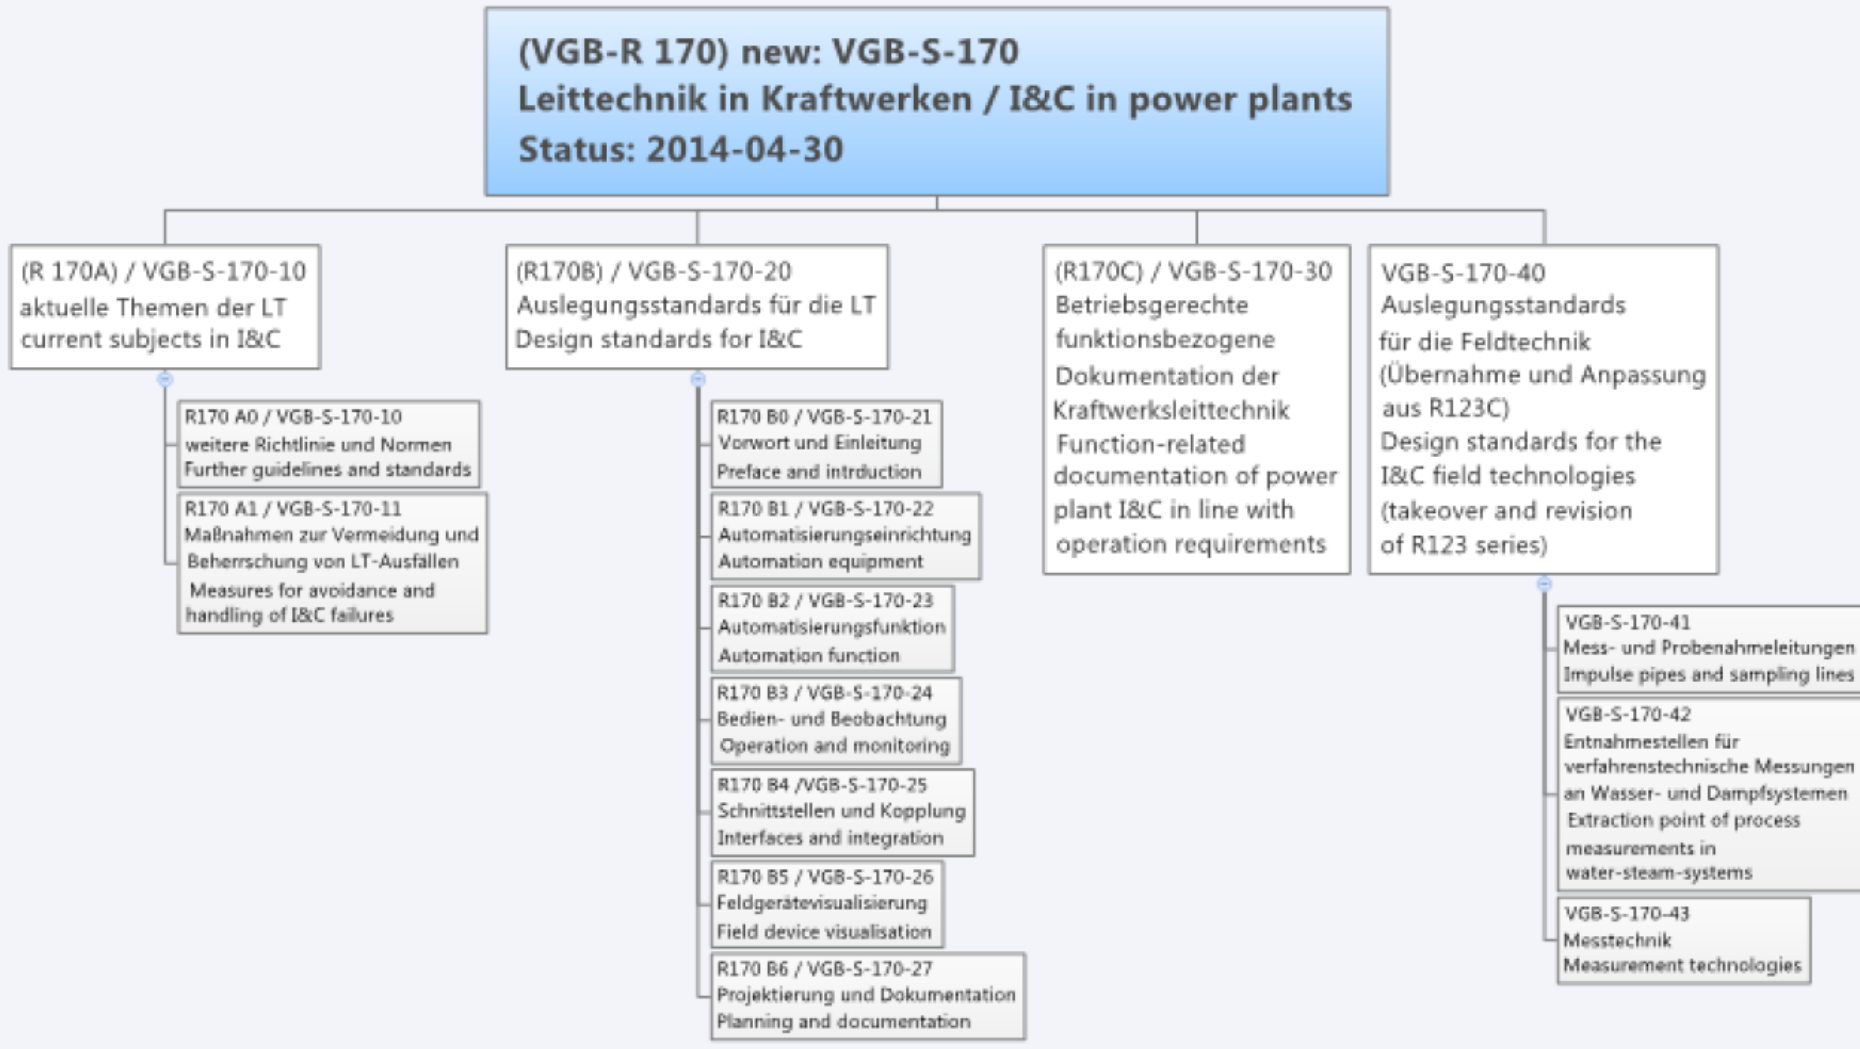 (VGB-R 170) new: VGB-S-170
Leittechnik in Kraftwerken / I&C in power plants
Status: 2014-04-30
(R 170A) / VGB-S-170-10
aktuelle Themen der LT
current subjects in I&C
R170 A0 / VGB-S-170-10
weitere Richtlinie und Normen
Further guidelines and standards
R170 A1 / VGB-S-170-11
Maßnahmen zur Vermeidung und
Beherrschung von LT-Ausfällen
Measures for avoidance and
handling of I&C failures
(R170B) / VGB-S-170-20
Auslegungsstandards für die LT
Design standards for I&C
R170 B0 / VGB-S-170-21
Vorwort und Einleitung
Preface and intrduction
R170 B1 / VGB-S-170-22
Automatisierungseinrichtung
Automation equipment
R170 B2 / VGB-S-170-23
Automatisierungsfunktion
Automation function
R170 B3 / VGB-S-170-24
Bedien- und Beobachtung
Operation and monitoring
R170 B4 /VGB-S-170-25
Schnittstellen und Kopplung
Interfaces and integration
R170 B5 / VGB-S-170-26
Feldgerätevisualisierung
Field device visualisation
R170 B6 / VGB-S-170-27
Projektierung und Dokumentation
Planning and documentation
(R170C) / VGB-S-170-30
Betriebsgerechte
funktionsbezogene
Dokumentation der
Kraftwerksleittechnik
Function-related
documentation of power
plant I&C in line with
operation requirements
VGB-S-170-40
Auslegungsstandards
für die Feldtechnik
(Übernahme und Anpassung
aus R123C)
Design standards for the
I&C field technologies
(takeover and revision
of R123 series)
VGB-S-170-41
Mess- und Probenahmeleitungen
Impulse pipes and sampling lines
VGB-S-170-42
Entnahmestellen für
verfahrenstechnische Messungen
an Wasser- und Dampfsystemen
Extraction point of process
measurements in
water-steam-systems
VGB-S-170-43
Messtechnik
Measurement technologies